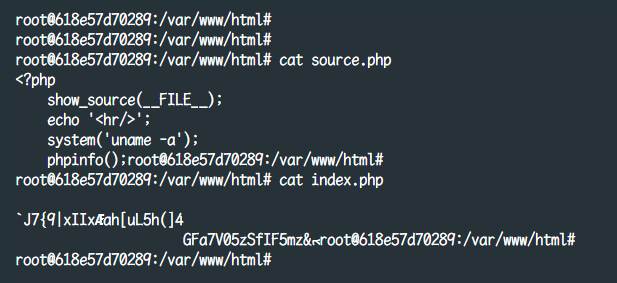 root@618e57d70289:/var/www/html#
root@618e57d70289:/var/www/html#
root@618e57d70289:/var/www/html# cat source.php
<?php
    show_source(__FILE__);
    echo '<hr/>';
    system('uname -a');
    phpinfo();root@618e57d70289:/var/www/html#
root@618e57d70289:/var/www/html# cat index.php

`J7{9|xIIxÆah[uL5h(]4
GFa7V05zSfIF5mz&root@618e57d70289:/var/www/html#
root@618e57d70289:/var/www/html#